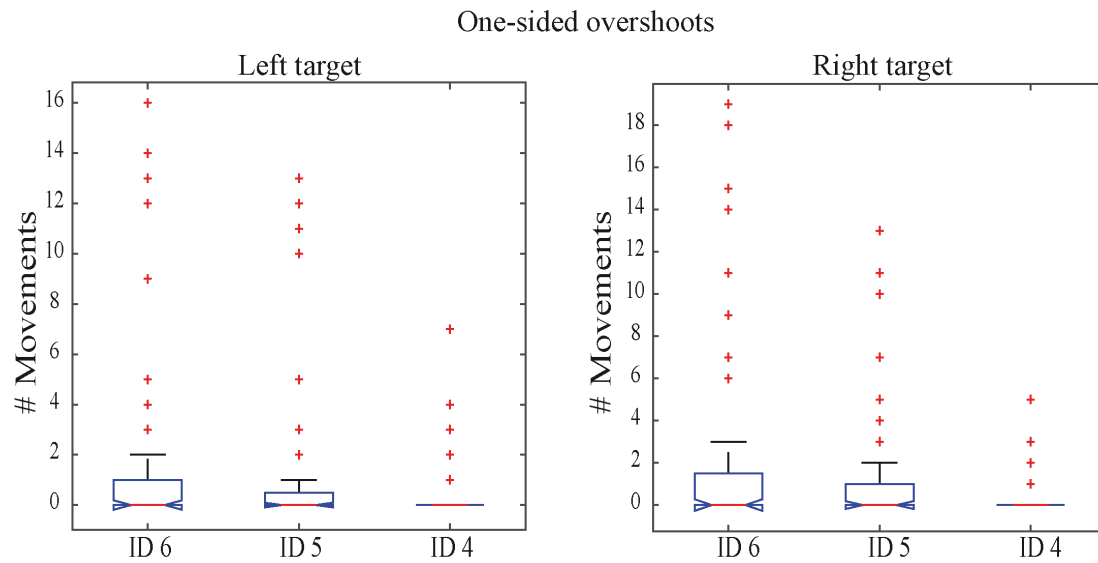 One-sided overshoots
Left target
# Movements
16
14
12
10
8
6
4
2
0
ID 6 ID 5 ID 4
Right target
# Movements
18
16
14
12
10
8
6
4
2
0
ID 6 ID 5 ID 4